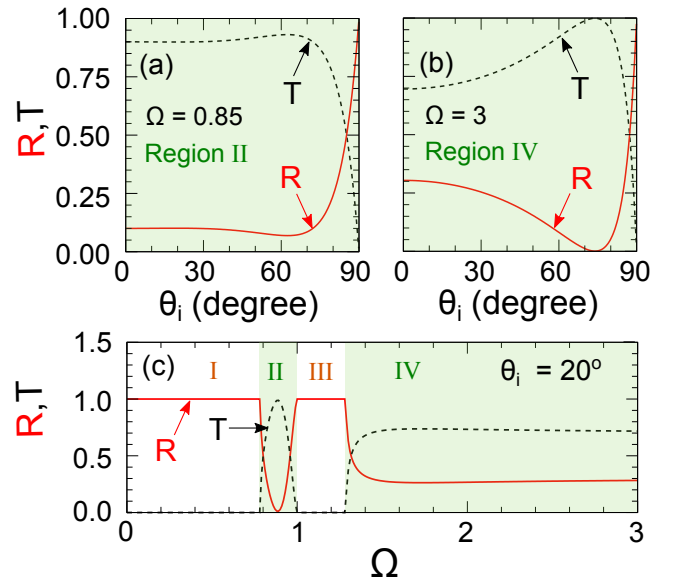 R,T
1.00
0.75
0.50
0.25
0.00
(a)
T
Ω = 0.85
Region II
R
0
30
60
90
θi (degree)
(b)
T
Ω = 3
Region IV
R
0
30
60
90
θi (degree)
R,T
1.5
1.0
0.5
0.0
(c)
I
II
III
IV
θi = 20º
T
R
0
1
2
3
Ω